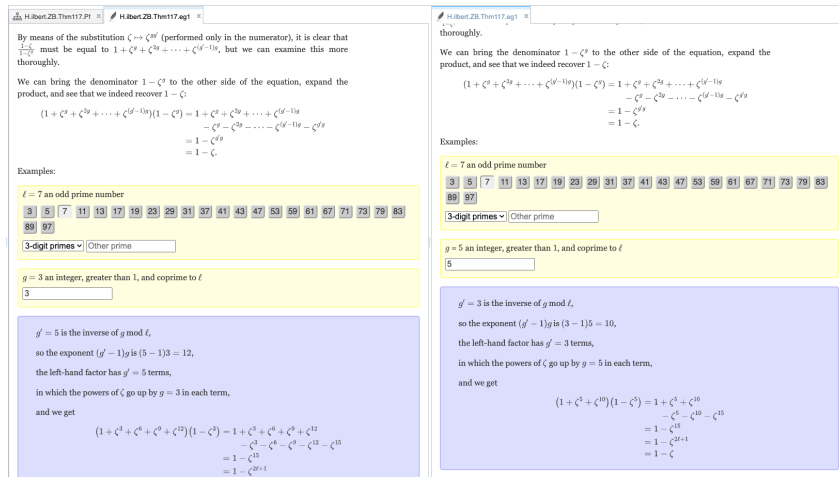 H.ilbert.ZB.Thm117.Pf × H.ilbert.ZB.Thm117.eg1 ×
By means of the substitution ζ ↦ ζ^{gg′} (performed only in the numerator), it is clear that
\frac{1−ζ}{1−ζ^g} must be equal to 1 + ζ^g + ζ^{2g} + ⋯ + ζ^{(g′−1)g}, but we can examine this more
thoroughly.
We can bring the denominator 1 − ζ^g to the other side of the equation, expand the
product, and see that we indeed recover 1 − ζ:
(1 + ζ^g + ζ^{2g} + ⋯ + ζ^{(g′−1)g})(1 − ζ^g) = 1 + ζ^g + ζ^{2g} + ⋯ + ζ^{(g′−1)g}
− ζ^g − ζ^{2g} − ⋯ − ζ^{(g′−1)g} − ζ^{g′g}
= 1 − ζ^{g′g}
= 1 − ζ.
Examples:
ℓ = 7 an odd prime number
3 5 7 11 13 17 19 23 29 31 37 41 43 47 53 59 61 67 71 73 79 83
89 97
3-digit primes Other prime
g = 3 an integer, greater than 1, and coprime to ℓ
3
g′ = 5 is the inverse of g mod ℓ,
so the exponent (g′ − 1)g is (5 − 1)3 = 12,
the left-hand factor has g′ = 5 terms,
in which the powers of ζ go up by g = 3 in each term,
and we get
(1 + ζ^3 + ζ^6 + ζ^9 + ζ^{12})(1 − ζ^3) = 1 + ζ^3 + ζ^6 + ζ^9 + ζ^{12}
− ζ^3 − ζ^6 − ζ^9 − ζ^{12} − ζ^{15}
= 1 − ζ^{15}
= 1 − ζ^{2ℓ+1}
H.ilbert.ZB.Thm117.eg1 ×
thoroughly.
We can bring the denominator 1 − ζ^g to the other side of the equation, expand the
product, and see that we indeed recover 1 − ζ:
(1 + ζ^g + ζ^{2g} + ⋯ + ζ^{(g′−1)g})(1 − ζ^g) = 1 + ζ^g + ζ^{2g} + ⋯ + ζ^{(g′−1)g}
− ζ^g − ζ^{2g} − ⋯ − ζ^{(g′−1)g} − ζ^{g′g}
= 1 − ζ^{g′g}
= 1 − ζ.
Examples:
ℓ = 7 an odd prime number
3 5 7 11 13 17 19 23 29 31 37 41 43 47 53 59 61 67 71 73 79 83
89 97
3-digit primes Other prime
g = 5 an integer, greater than 1, and coprime to ℓ
5
g′ = 3 is the inverse of g mod ℓ,
so the exponent (g′ − 1)g is (3 − 1)5 = 10,
the left-hand factor has g′ = 3 terms,
in which the powers of ζ go up by g = 5 in each term,
and we get
(1 + ζ^5 + ζ^{10})(1 − ζ^5) = 1 + ζ^5 + ζ^{10}
− ζ^5 − ζ^{10} − ζ^{15}
= 1 − ζ^{15}
= 1 − ζ^{2ℓ+1}
= 1 − ζ